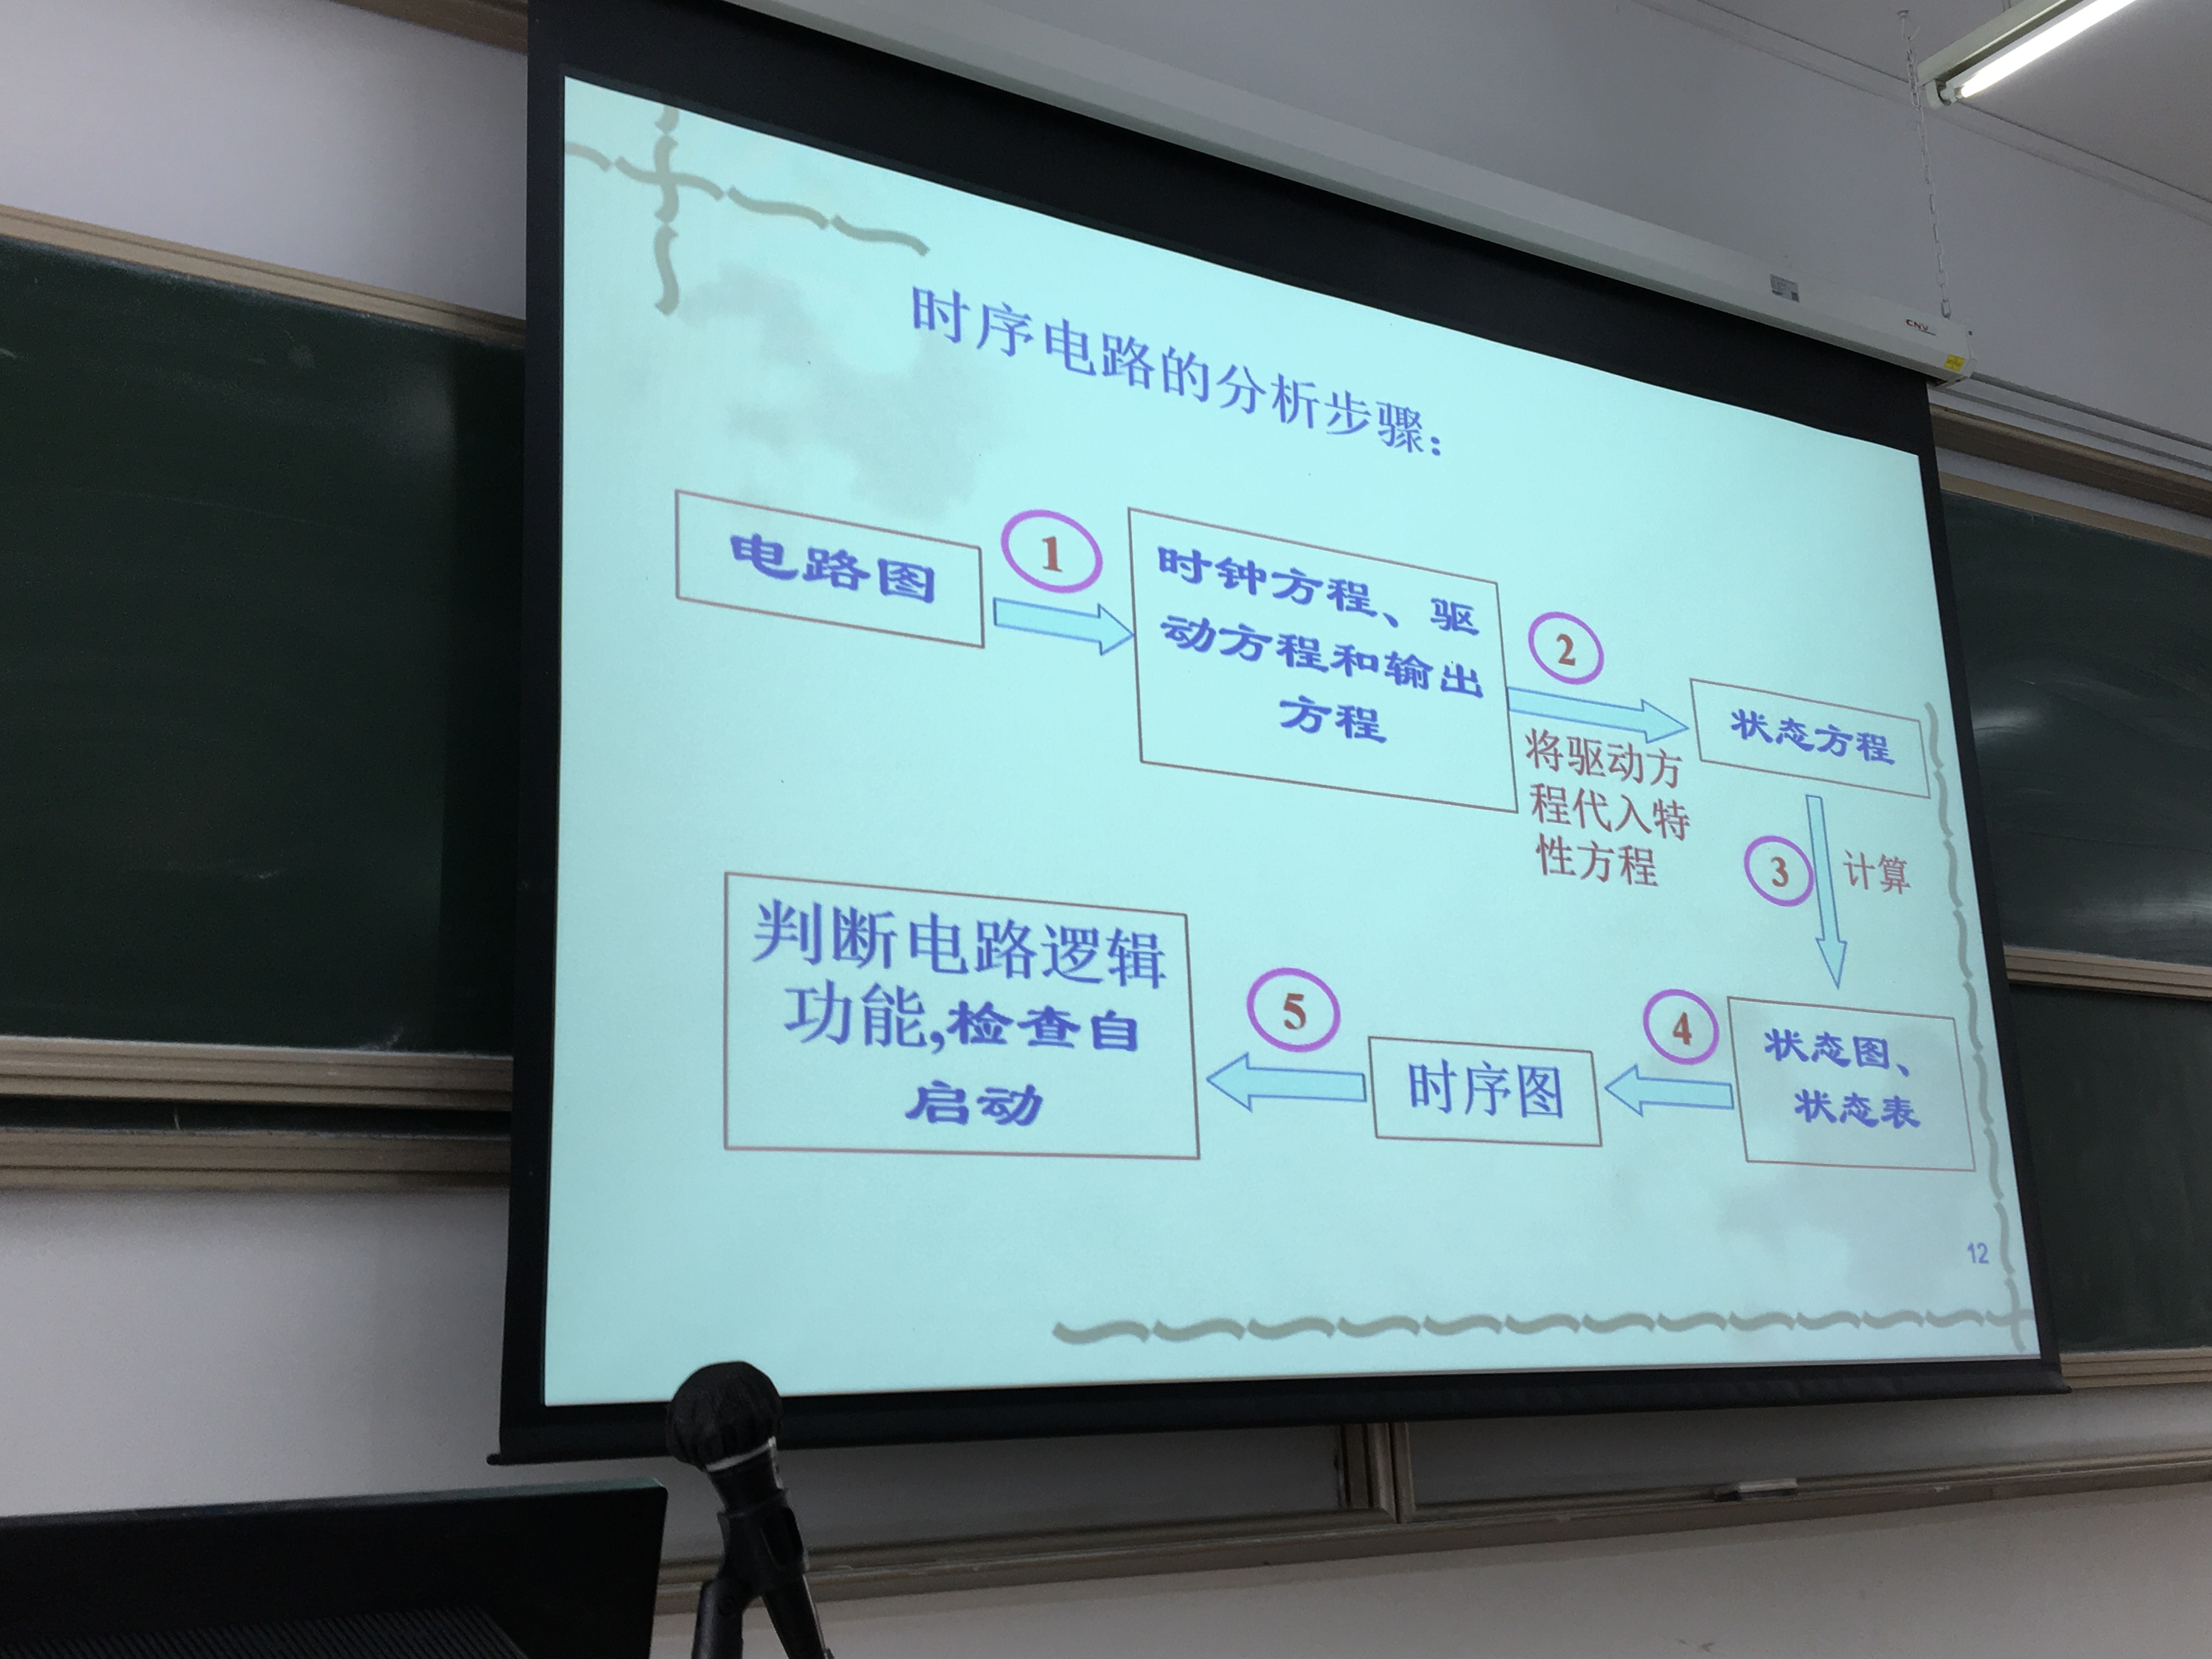 时序电路的分析步骤：
电路图
1
时钟方程、驱
动方程和输出
方程
2
将驱动方
程代入特
性方程
状态方程
3
计算
状态图、
状态表
4
时序图
5
判断电路逻辑
功能,检查自
启动
12
CNV